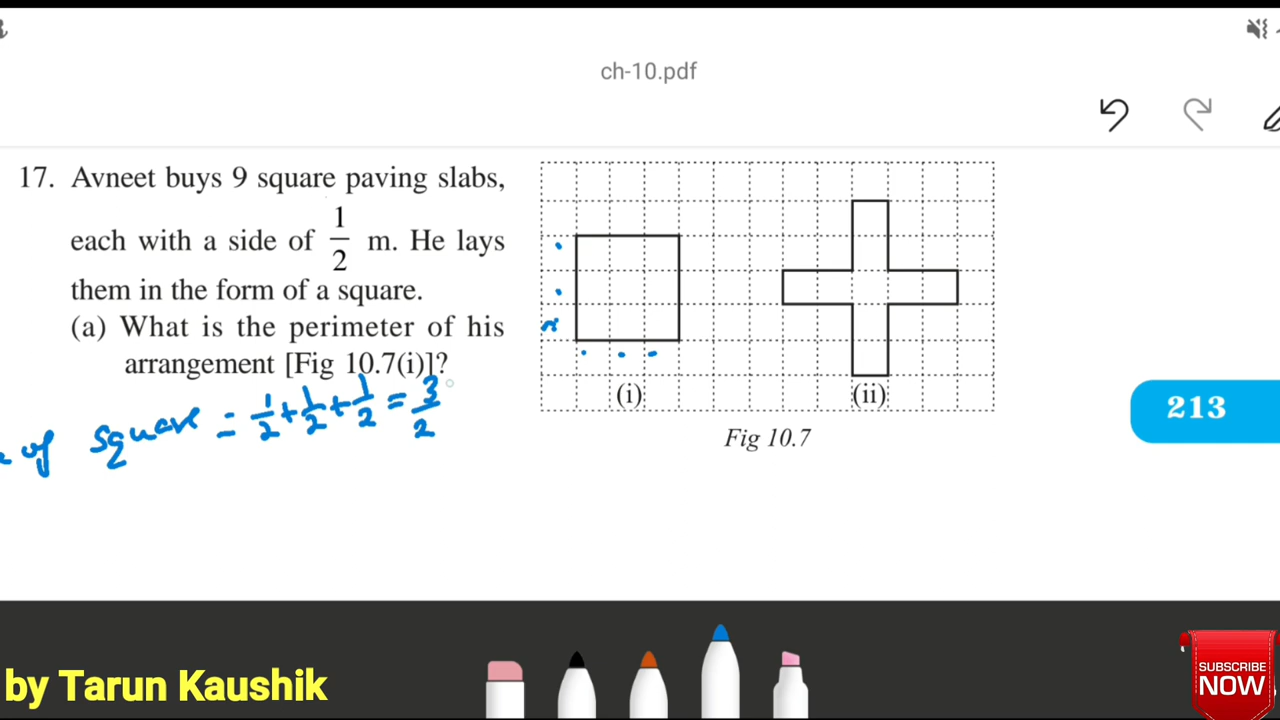 ch-10.pdf
17. Avneet buys 9 square paving slabs,
each with a side of 1/2 m. He lays
them in the form of a square.
(a) What is the perimeter of his
arrangement [Fig 10.7(i)]?
of square = 1/2 + 1/2 + 1/2 = 3/2
(i)
(ii)
Fig 10.7
213
by Tarun Kaushik
SUBSCRIBE
NOW